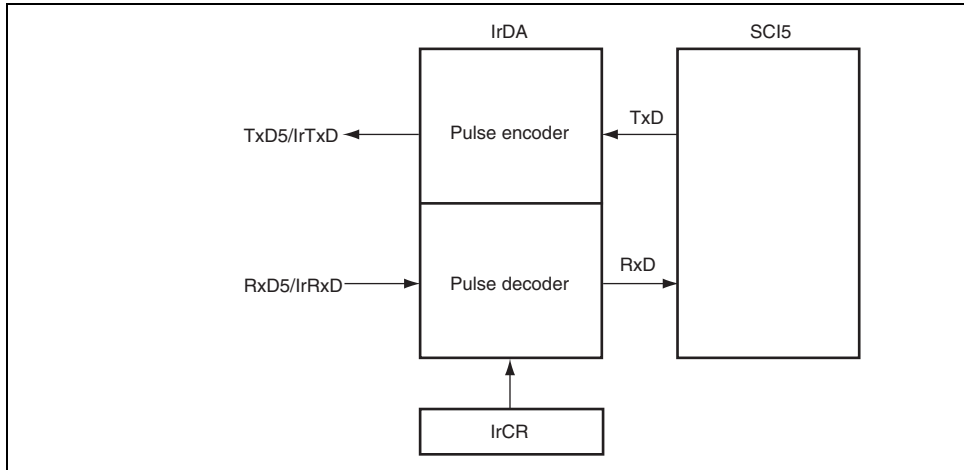 IrDA
SCI5
TxD5/IrTxD
Pulse encoder
TxD
RxD5/IrRxD
Pulse decoder
RxD
IrCR